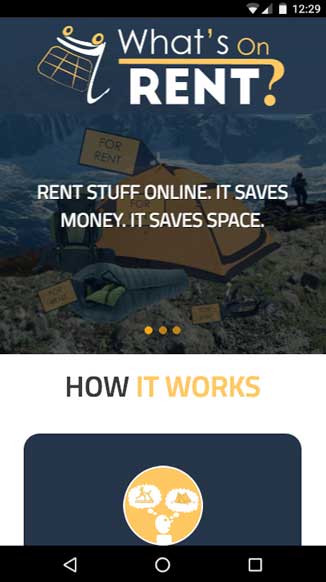 12:29
What's On
RENT?
FOR
RENT
FOR
RENT STUFF ONLINE. IT SAVES
MONEY. IT SAVES SPACE.
HOW IT WORKS